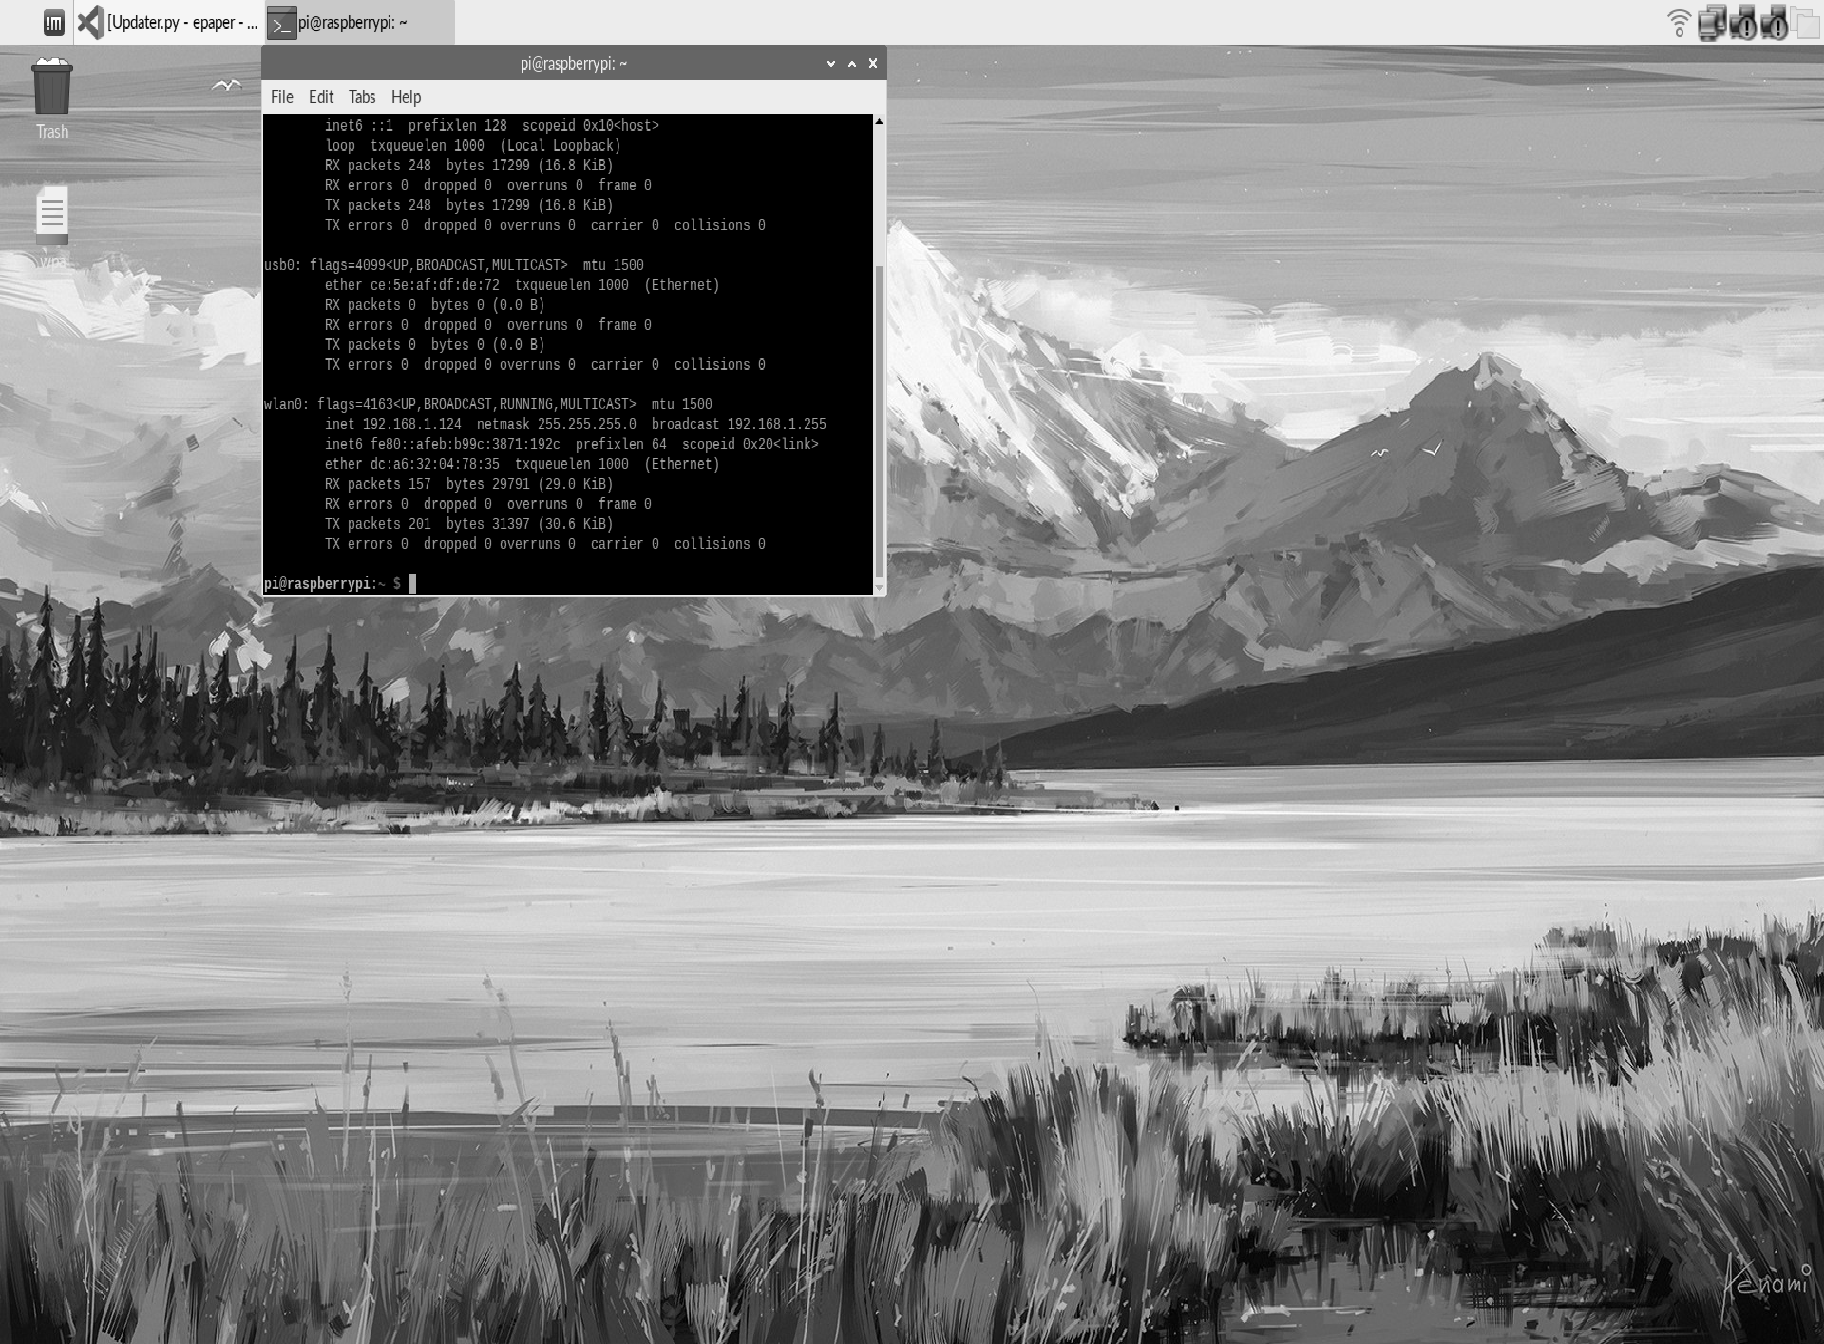 !m
[Updater.py - epaper - ...
pi@raspberrypi: ~
Trash
wpa
pi@raspberrypi: ~
File Edit Tabs Help
inet6 ::1 prefixlen 128 scopeid 0x10<host>
loop txqueuelen 1000 (Local Loopback)
RX packets 248 bytes 17299 (16.8 KiB)
RX errors 0 dropped 0 overruns 0 frame 0
TX packets 248 bytes 17299 (16.8 KiB)
TX errors 0 dropped 0 overruns 0 carrier 0 collisions 0
usb0: flags=4099<UP,BROADCAST,MULTICAST> mtu 1500
ether ce:5e:af:df:de:72 txqueuelen 1000 (Ethernet)
RX packets 0 bytes 0 (0.0 B)
RX errors 0 dropped 0 overruns 0 frame 0
TX packets 0 bytes 0 (0.0 B)
TX errors 0 dropped 0 overruns 0 carrier 0 collisions 0
wlan0: flags=4163<UP,BROADCAST,RUNNING,MULTICAST> mtu 1500
inet 192.168.1.124 netmask 255.255.255.0 broadcast 192.168.1.255
inet6 fe80::afeb:b99c:3871:192c prefixlen 64 scopeid 0x20<link>
ether dc:a6:32:04:78:35 txqueuelen 1000 (Ethernet)
RX packets 157 bytes 29791 (29.0 KiB)
RX errors 0 dropped 0 overruns 0 frame 0
TX packets 201 bytes 31397 (30.6 KiB)
TX errors 0 dropped 0 overruns 0 carrier 0 collisions 0
pi@raspberrypi:~ $
Kenami